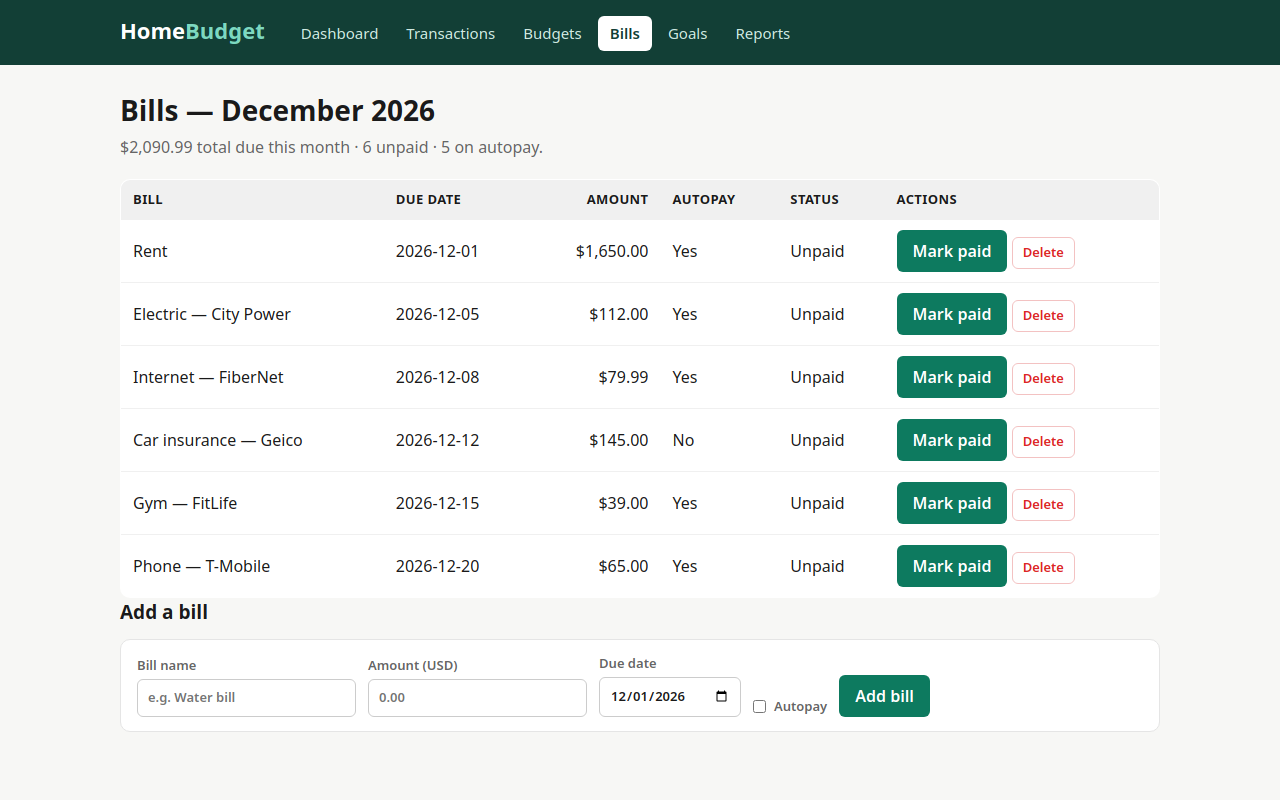 HomeBudget Dashboard Transactions Budgets Bills Goals Reports
Bills — December 2026
$2,090.99 total due this month · 6 unpaid · 5 on autopay.
BILL DUE DATE AMOUNT AUTOPAY STATUS ACTIONS
Rent 2026-12-01 $1,650.00 Yes Unpaid Mark paid Delete
Electric — City Power 2026-12-05 $112.00 Yes Unpaid Mark paid Delete
Internet — FiberNet 2026-12-08 $79.99 Yes Unpaid Mark paid Delete
Car insurance — Geico 2026-12-12 $145.00 No Unpaid Mark paid Delete
Gym — FitLife 2026-12-15 $39.00 Yes Unpaid Mark paid Delete
Phone — T-Mobile 2026-12-20 $65.00 Yes Unpaid Mark paid Delete
Add a bill
Bill name Amount (USD) Due date
e.g. Water bill 0.00 12/01/2026 Autopay Add bill